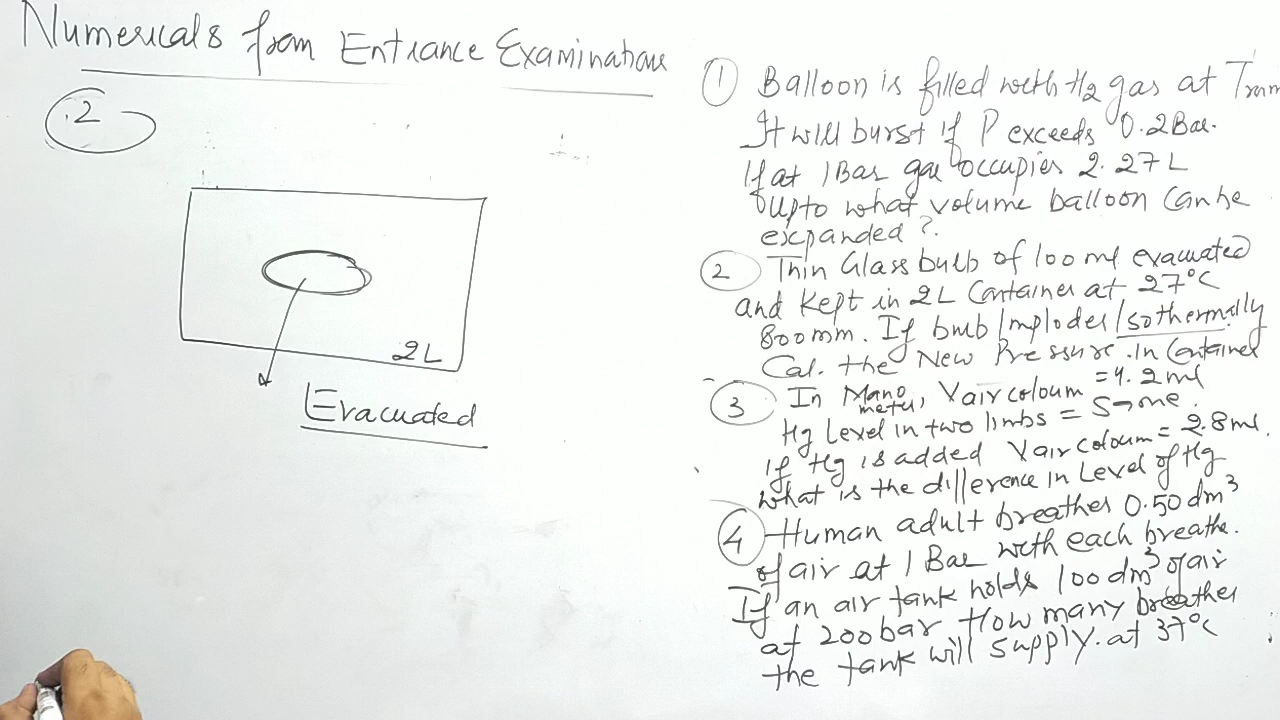 Numericals from Entrance Examinations
.2
2L
Evacuated
1 Balloon is filled with H2 gas at Troom
It will burst if P exceeds 0.2Bar.
If at 1Bar gas occupies 2.27L
Upto what volume balloon can be
expanded?
2 Thin Glass bulb of 100 ml evacuated
and Kept in 2L Container at 27°C
800mm. If bulb Implodes Isothermally
Cal. the New Pressure. In Container
3 In Manometer, Vair coloum = 4.2ml
Hg Level in two limbs = Same.
If Hg is added Vair coloum = 2.8ml.
What is the difference in Level of Hg
4 Human adult breathes 0.50dm³
of air at 1 Bar with each breathe.
If an air tank holds 100dm³ of air
at 200bar How many breathes
the tank will supply. at 37°C